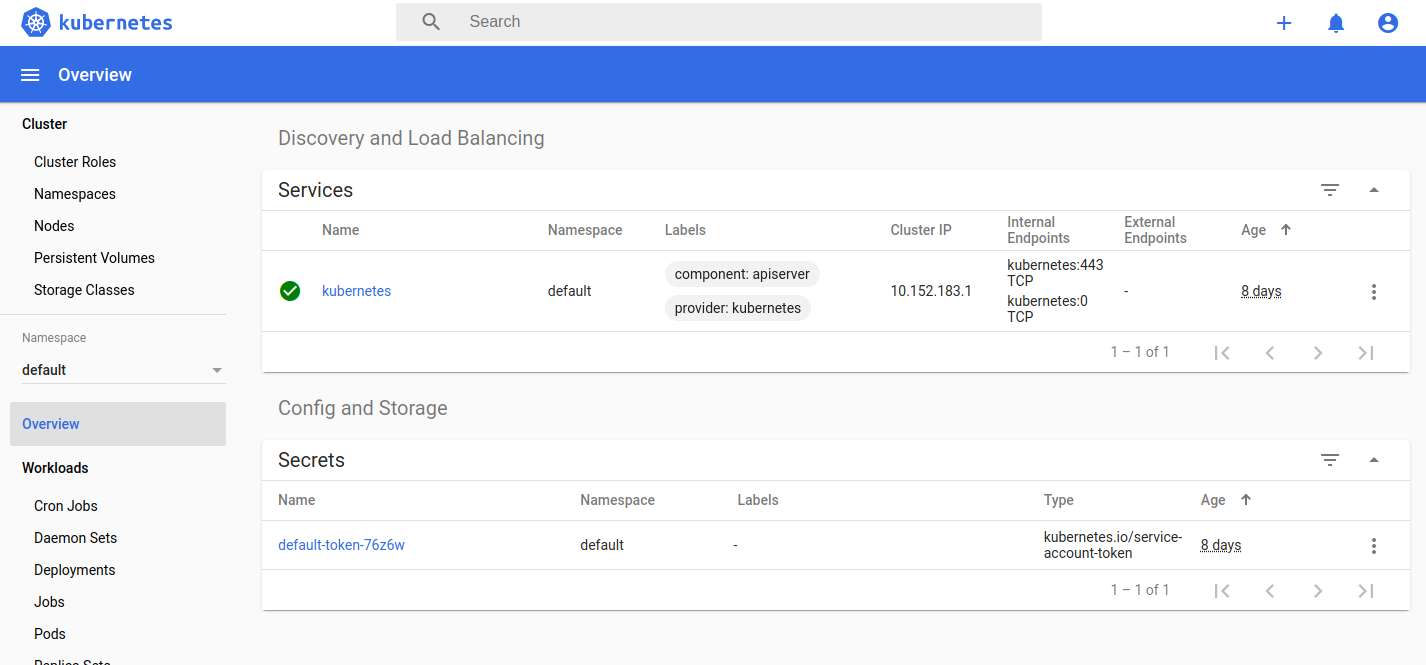 kubernetes
Search
Overview
Cluster
Cluster Roles
Namespaces
Nodes
Persistent Volumes
Storage Classes
Namespace
default
Overview
Workloads
Cron Jobs
Daemon Sets
Deployments
Jobs
Pods
Replica Sets
Discovery and Load Balancing
Services
Name Namespace Labels Cluster IP Internal Endpoints External Endpoints Age
kubernetes default component: apiserver provider: kubernetes 10.152.183.1 kubernetes:443 TCP kubernetes:0 TCP - 8 days
1 – 1 of 1
Config and Storage
Secrets
Name Namespace Labels Type Age
default-token-76z6w default - kubernetes.io/service-account-token 8 days
1 – 1 of 1